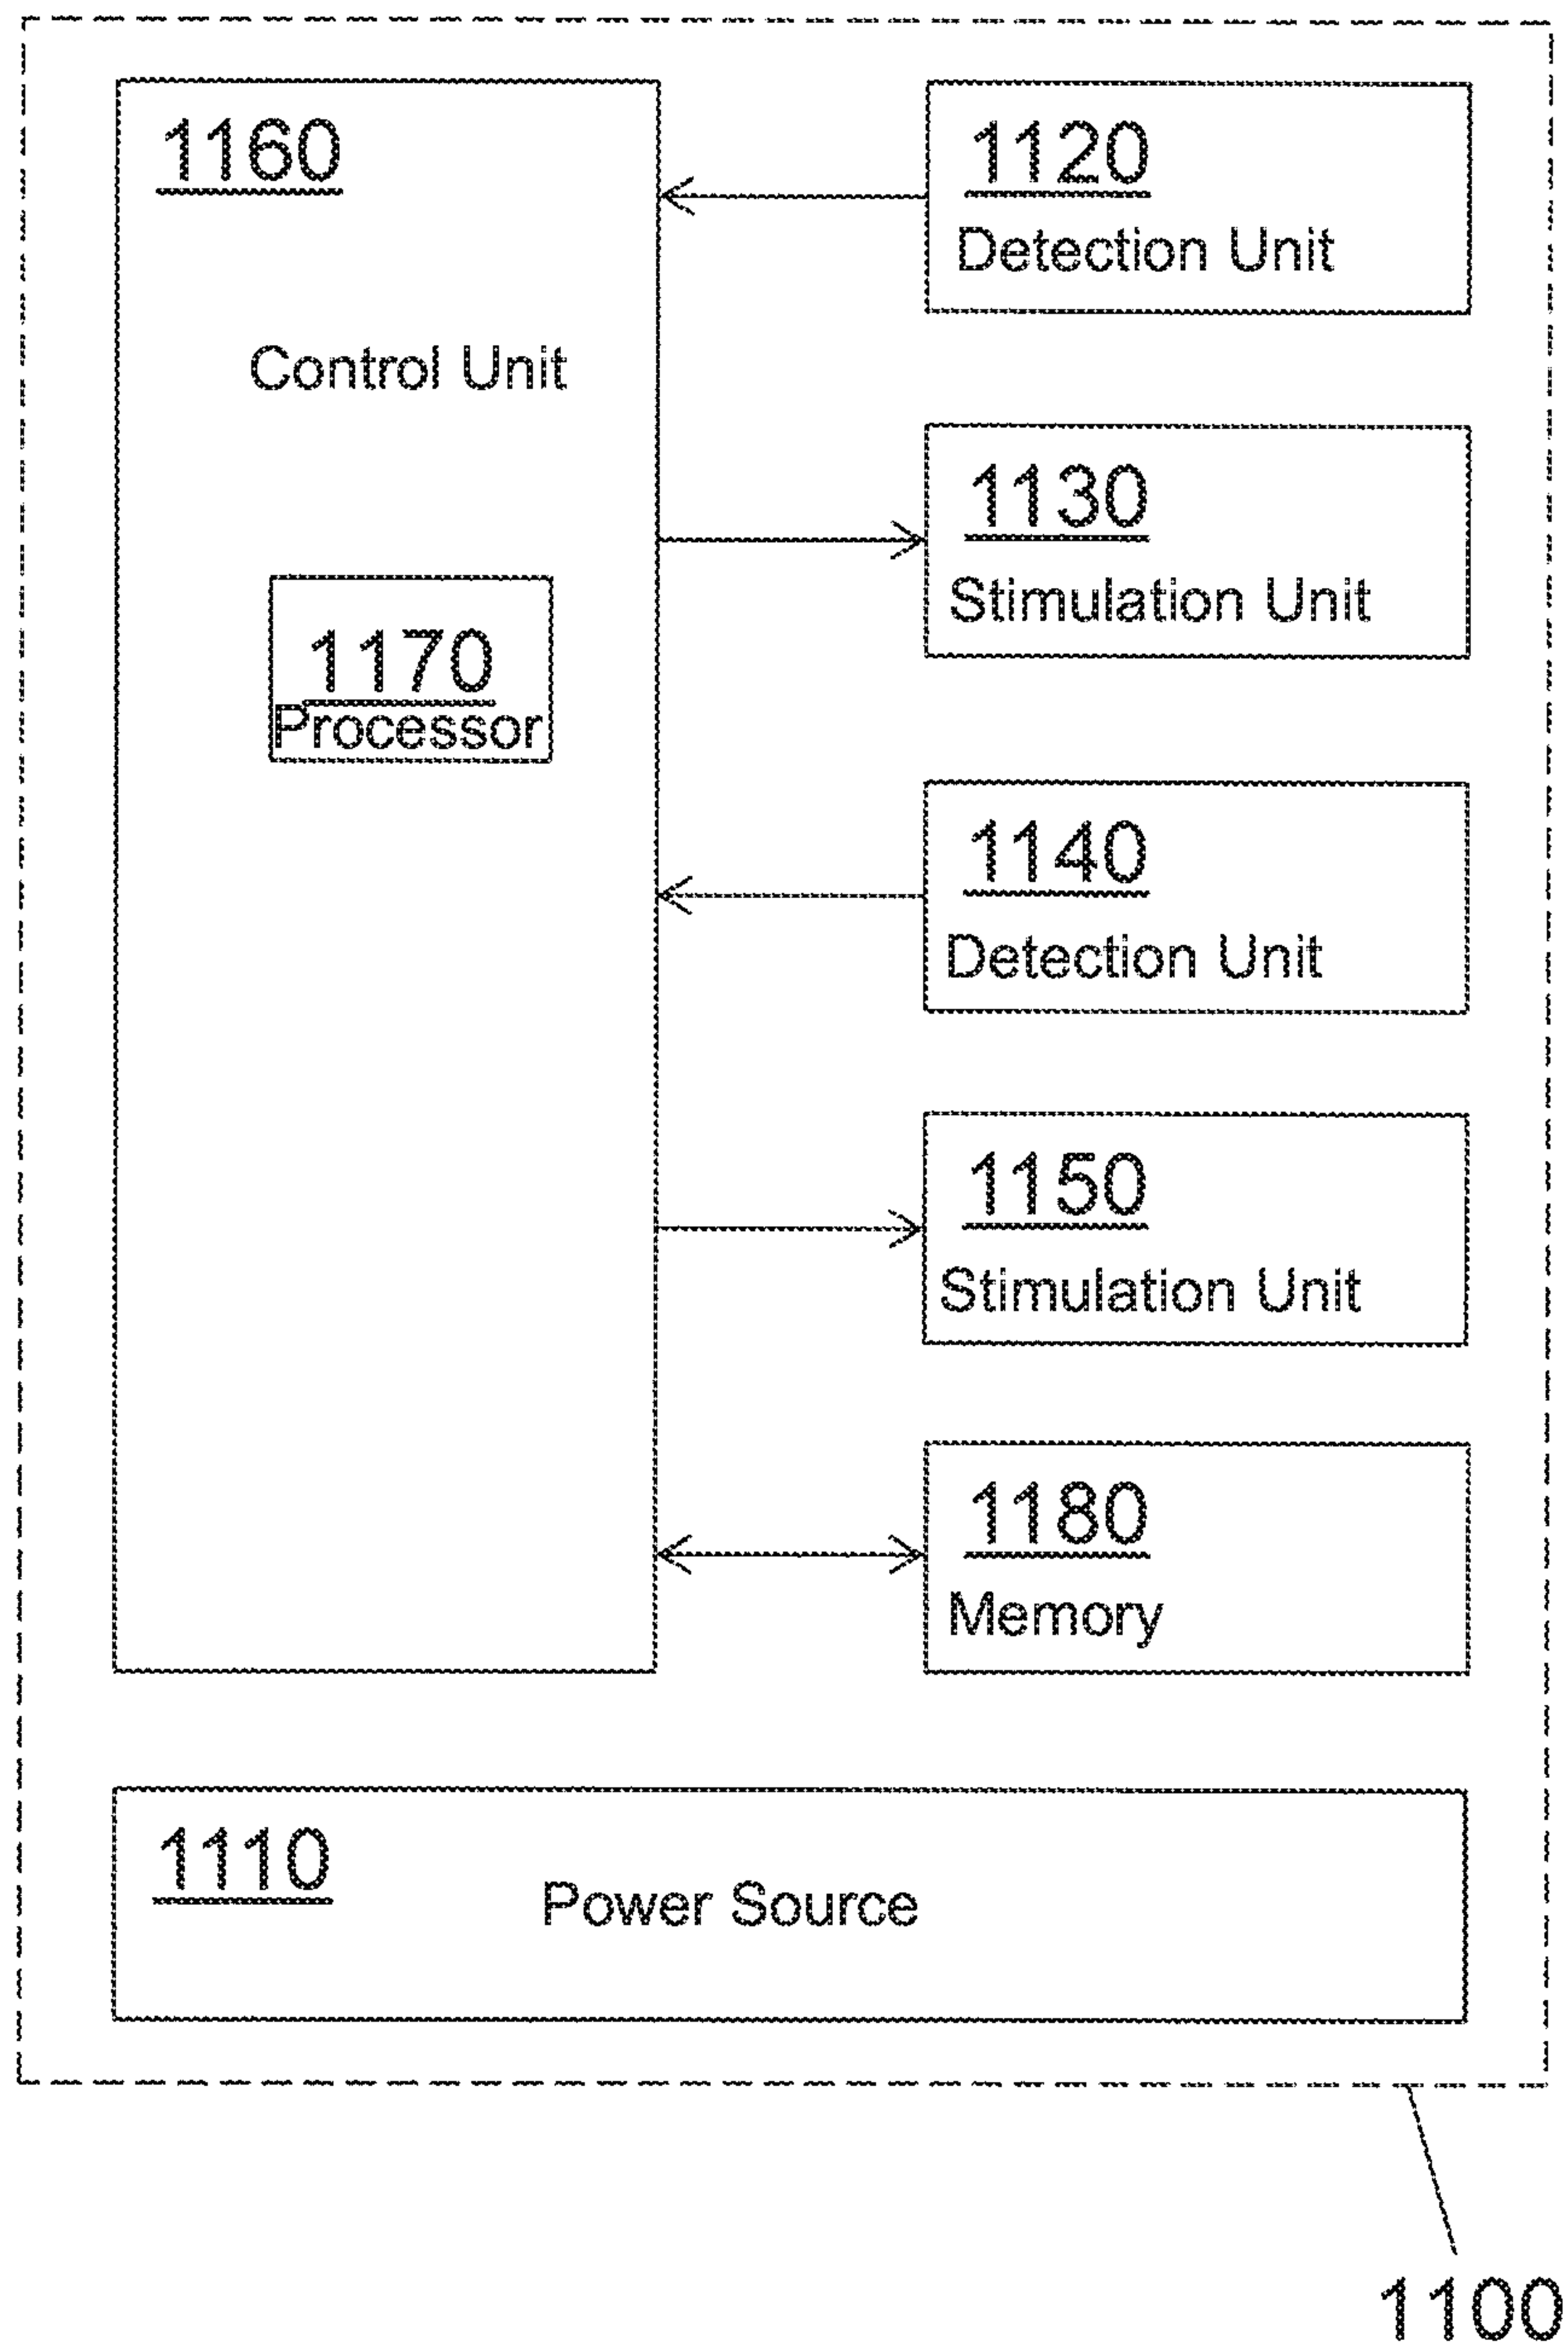 1160
Control Unit
1170
Processor
1120
Detection Unit
1130
Stimulation Unit
1140
Detection Unit
1150
Stimulation Unit
1180
Memory
1110
Power Source
1100